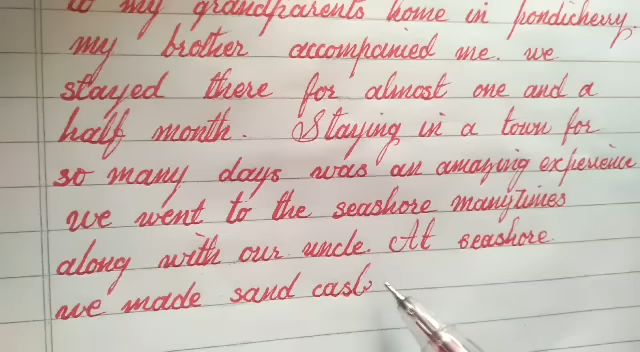 to my grandparents home in pondicherry.
my brother accompanied me. we
stayed there for almost one and a
half month. Staying in a town for
so many days was an amazing experience
we went to the seashore manytimes
along with our uncle. At seashore
we made sand casl